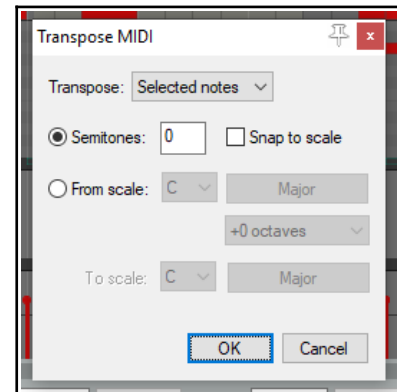 Transpose MIDI x
Transpose: Selected notes
Semitones: 0 Snap to scale
From scale: C Major
+0 octaves
To scale: C Major
OK Cancel